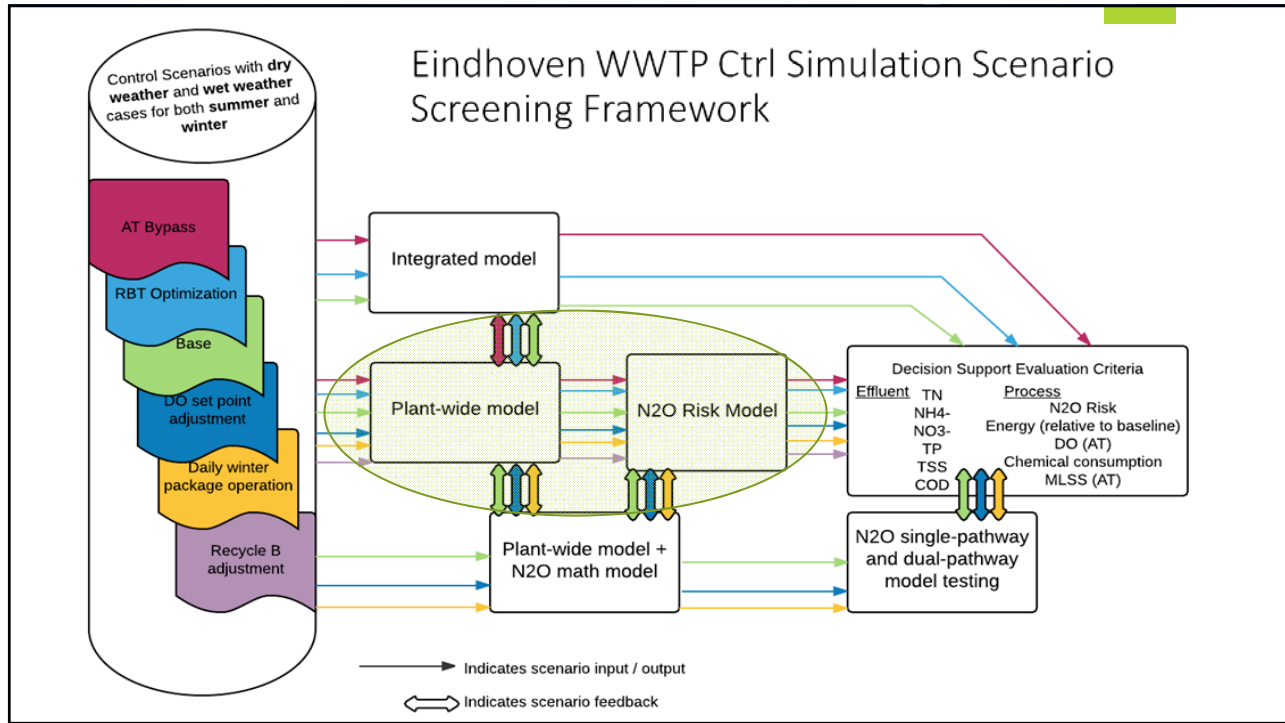 Eindhoven WWTP Ctrl Simulation Scenario
Screening Framework
Control Scenarios with dry
weather and wet weather
cases for both summer and
winter
AT Bypass
RBT Optimization
Base
DO set point
adjustment
Daily winter
package operation
Recycle B
adjustment
Integrated model
Plant-wide model
N2O Risk Model
Decision Support Evaluation Criteria
Effluent
TN
NH4-
NO3-
TP
TSS
COD
Process
N2O Risk
Energy (relative to baseline)
DO (AT)
Chemical consumption
MLSS (AT)
Plant-wide model +
N2O math model
N2O single-pathway
and dual-pathway
model testing
Indicates scenario input / output
Indicates scenario feedback